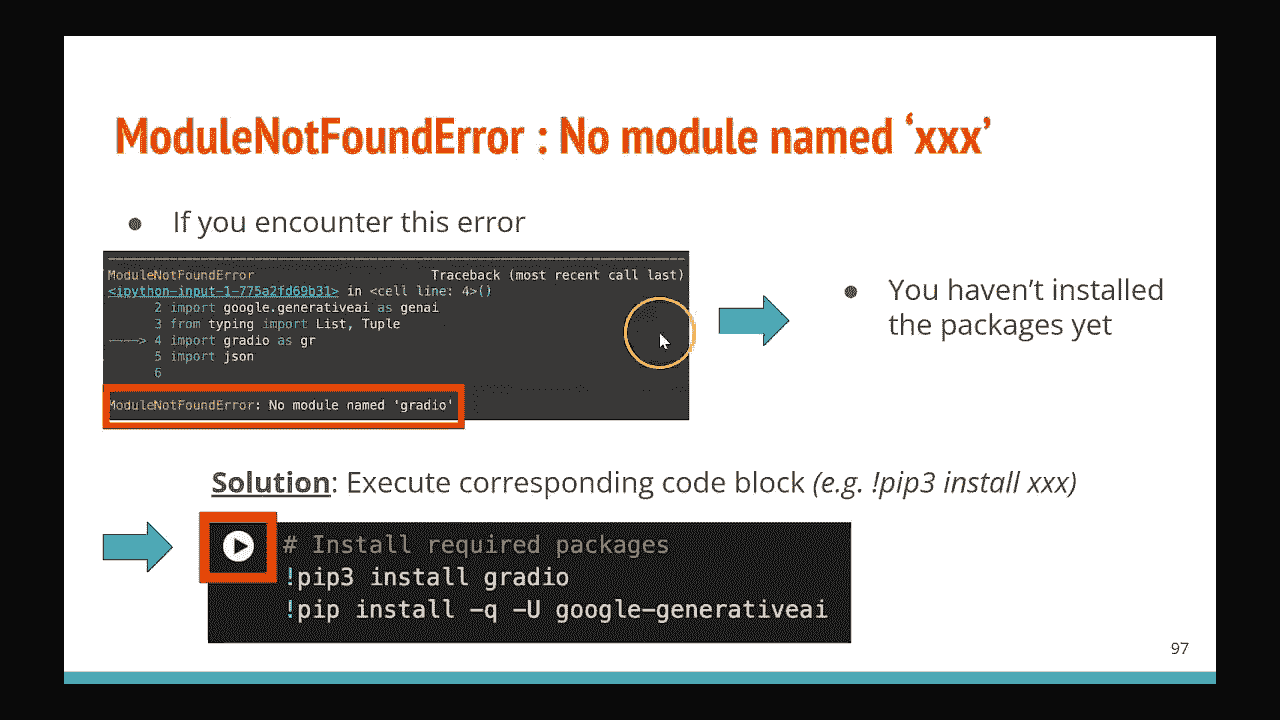 ModuleNotFoundError : No module named ‘xxx’
● If you encounter this error
ModuleNotFoundError Traceback (most recent call last)
<ipython-input-1-775a2fd69b31> in <cell line: 4>()
2 import google.generativeai as genai
3 from typing import List, Tuple
----> 4 import gradio as gr
5 import json
6
ModuleNotFoundError: No module named 'gradio'
● You haven’t installed
the packages yet
Solution: Execute corresponding code block (e.g. !pip3 install xxx)
# Install required packages
!pip3 install gradio
!pip install -q -U google-generativeai
97